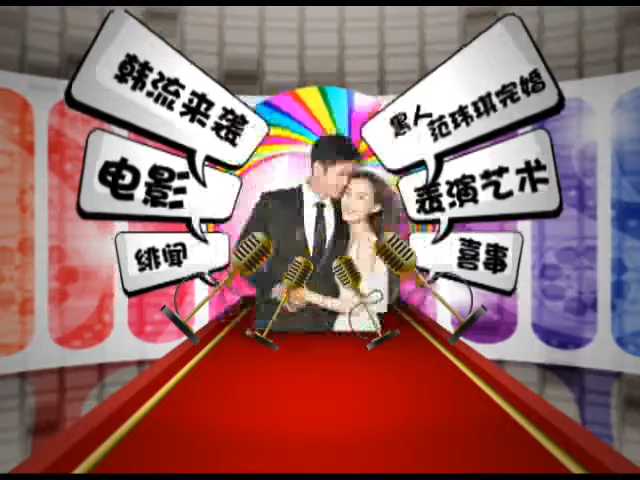 韩流来袭
黑人范玮琪完婚
电影
表演艺术
绯闻
喜事